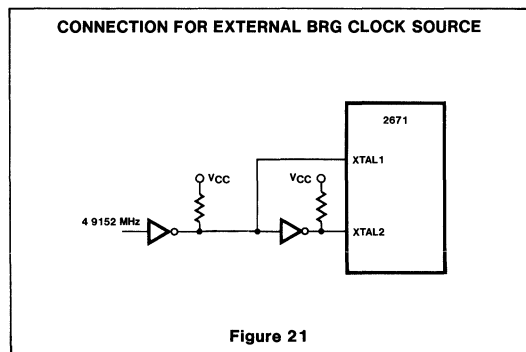 CONNECTION FOR EXTERNAL BRG CLOCK SOURCE
2671
XTAL1
VCC
VCC
4 9152 MHz
XTAL2
Figure 21